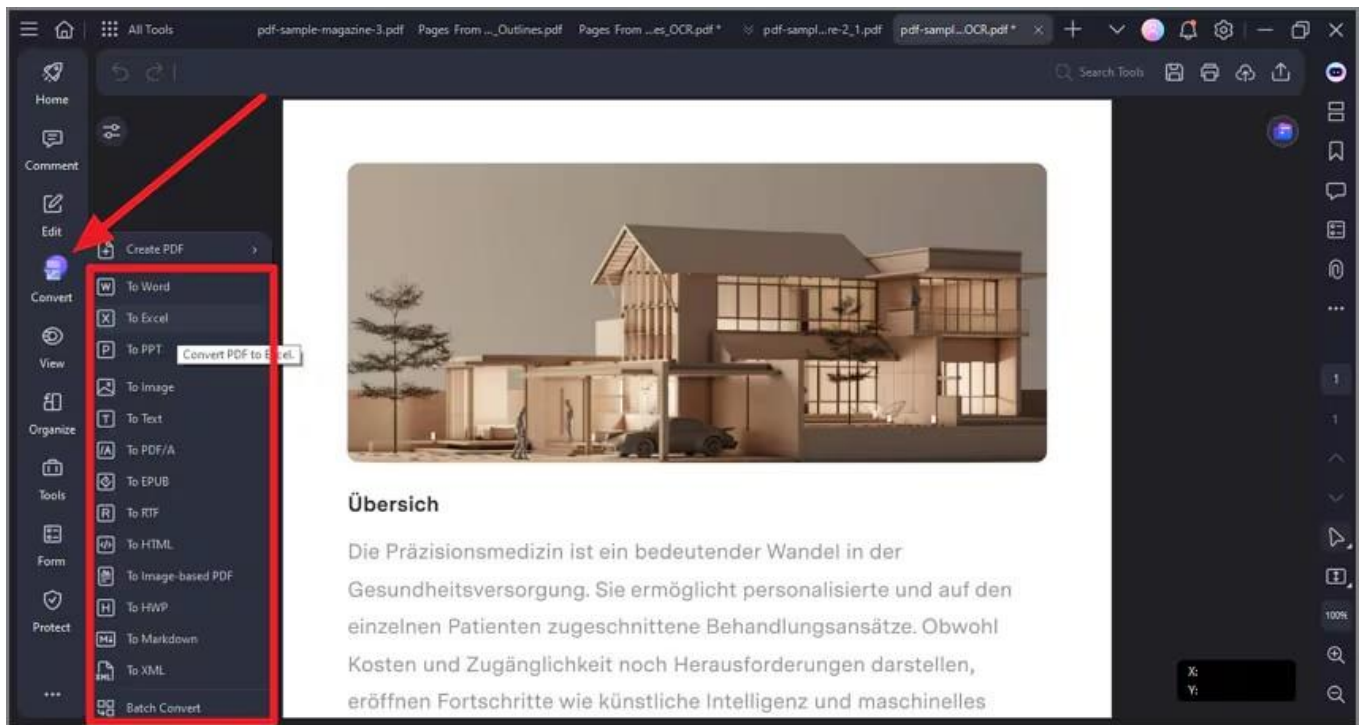 All Tools
pdf-sample-magazine-3.pdf
Pages From ..._Outlines.pdf
Pages From ...es_OCR.pdf *
pdf-sampl...re-2_1.pdf
pdf-sampl...OCR.pdf *
Search Tools
Home
Comment
Edit
Convert
View
Organize
Tools
Form
Protect
Create PDF
To Word
To Excel
To PPT
Convert PDF to
To Image
To Text
To PDF/A
To EPUB
To RTF
To HTML
To Image-based PDF
To HWP
To Markdown
To XML
Batch Convert
Übersich
Die Präzisionsmedizin ist ein bedeutender Wandel in der
Gesundheitsversorgung. Sie ermöglicht personalisierte und auf den
einzelnen Patienten zugeschnittene Behandlungsansätze. Obwohl
Kosten und Zugänglichkeit noch Herausforderungen darstellen,
eröffnen Fortschritte wie künstliche Intelligenz und maschinelles
1
1
100%
X:
Y: